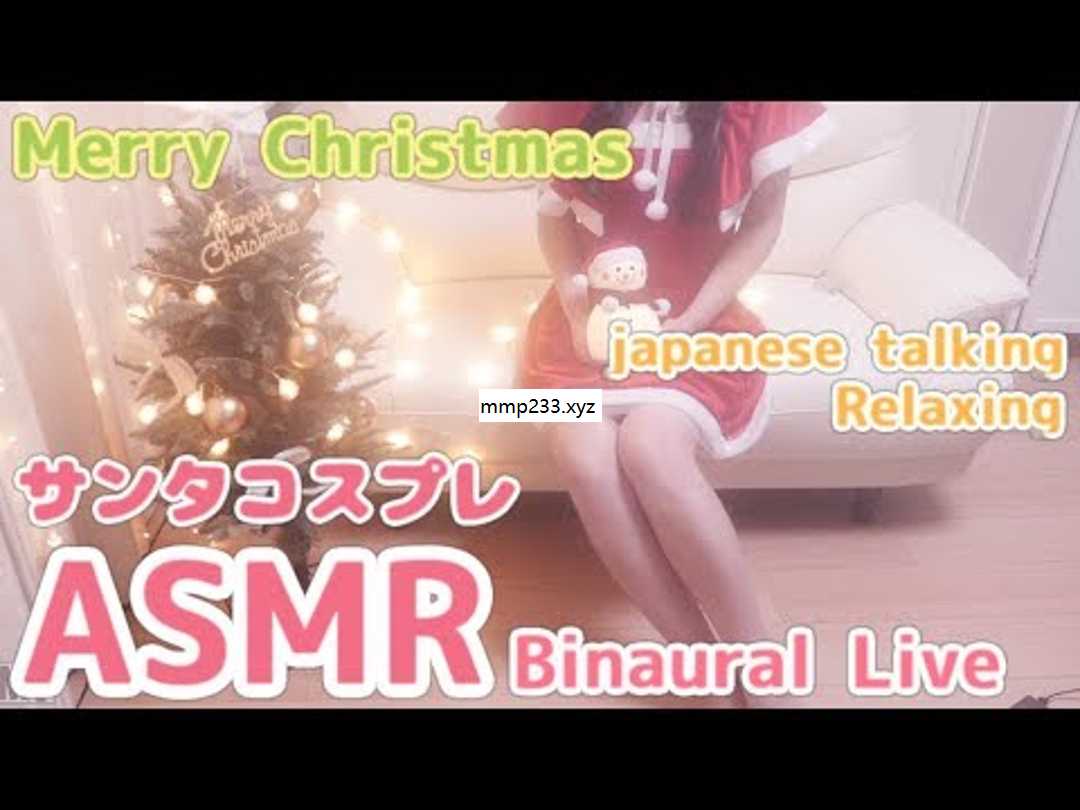 Merry Christmas
Merry
Christmas
japanese talking
Relaxing
mmp233.xyz
サンタコスプレ
ASMR
Binaural Live